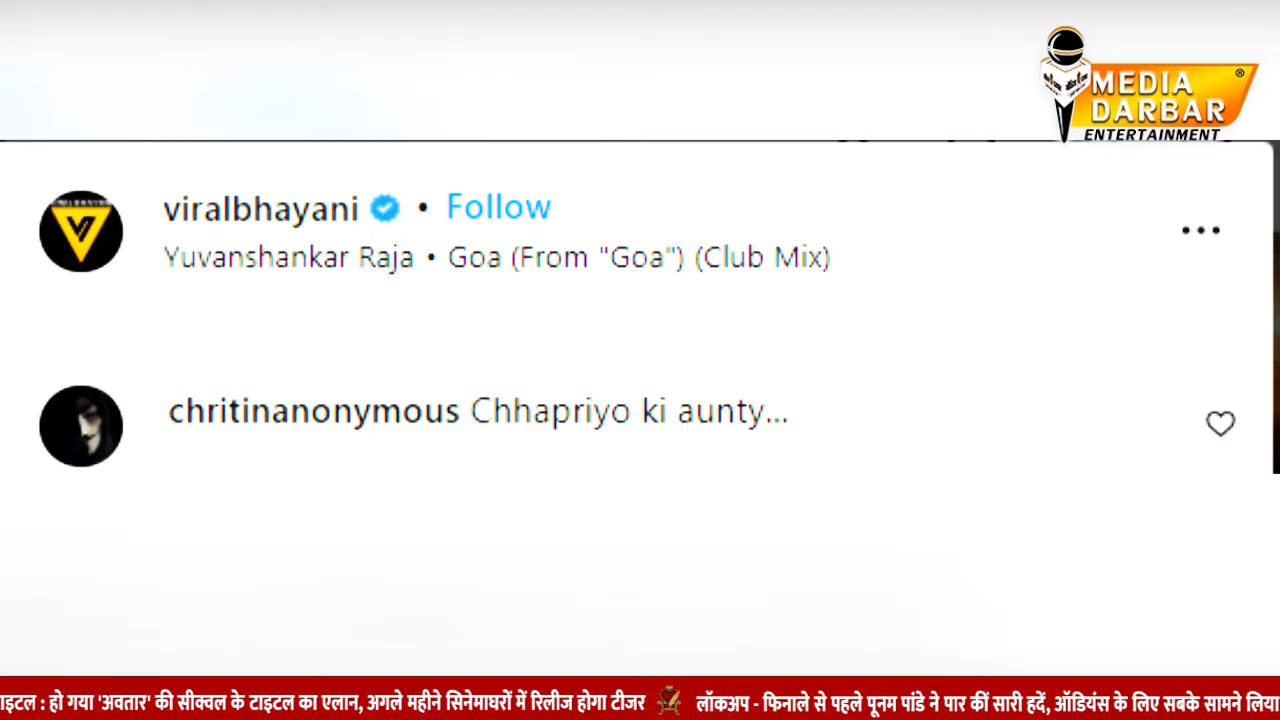 MEDIA
DARBAR
ENTERTAINMENT
viralbhayani • Follow
Yuvanshankar Raja • Goa (From "Goa") (Club Mix)
chritinanonymous Chhapriyo ki aunty...
ाइटल : हो गया 'अवतार' की सीक्वल के टाइटल का एलान, अगले महीने सिनेमाघरों में रिलीज होगा टीजर लॉकअप - फिनाले से पहले पूनम पांडे ने पार कीं सारी हदें, ऑडियंस के लिए सबके सामने लिया